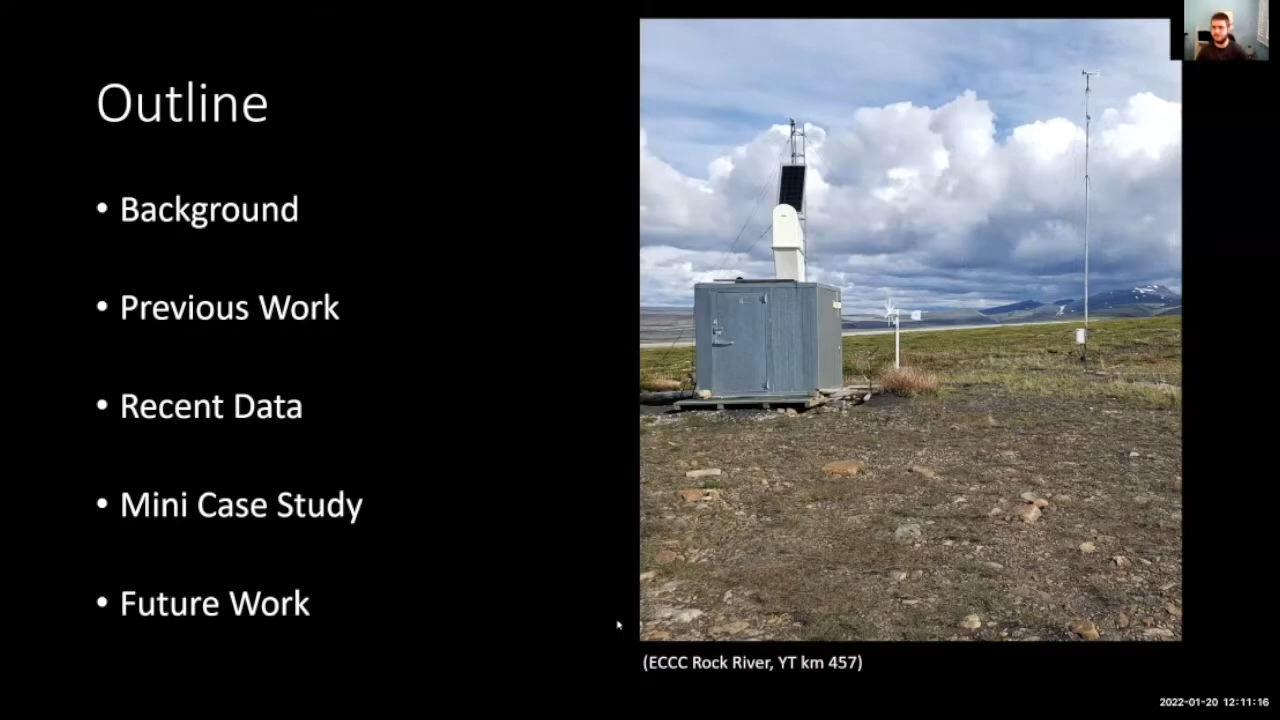 Outline
• Background
• Previous Work
• Recent Data
• Mini Case Study
• Future Work
(ECCC Rock River, YT km 457)
2022-01-20 12:11:16